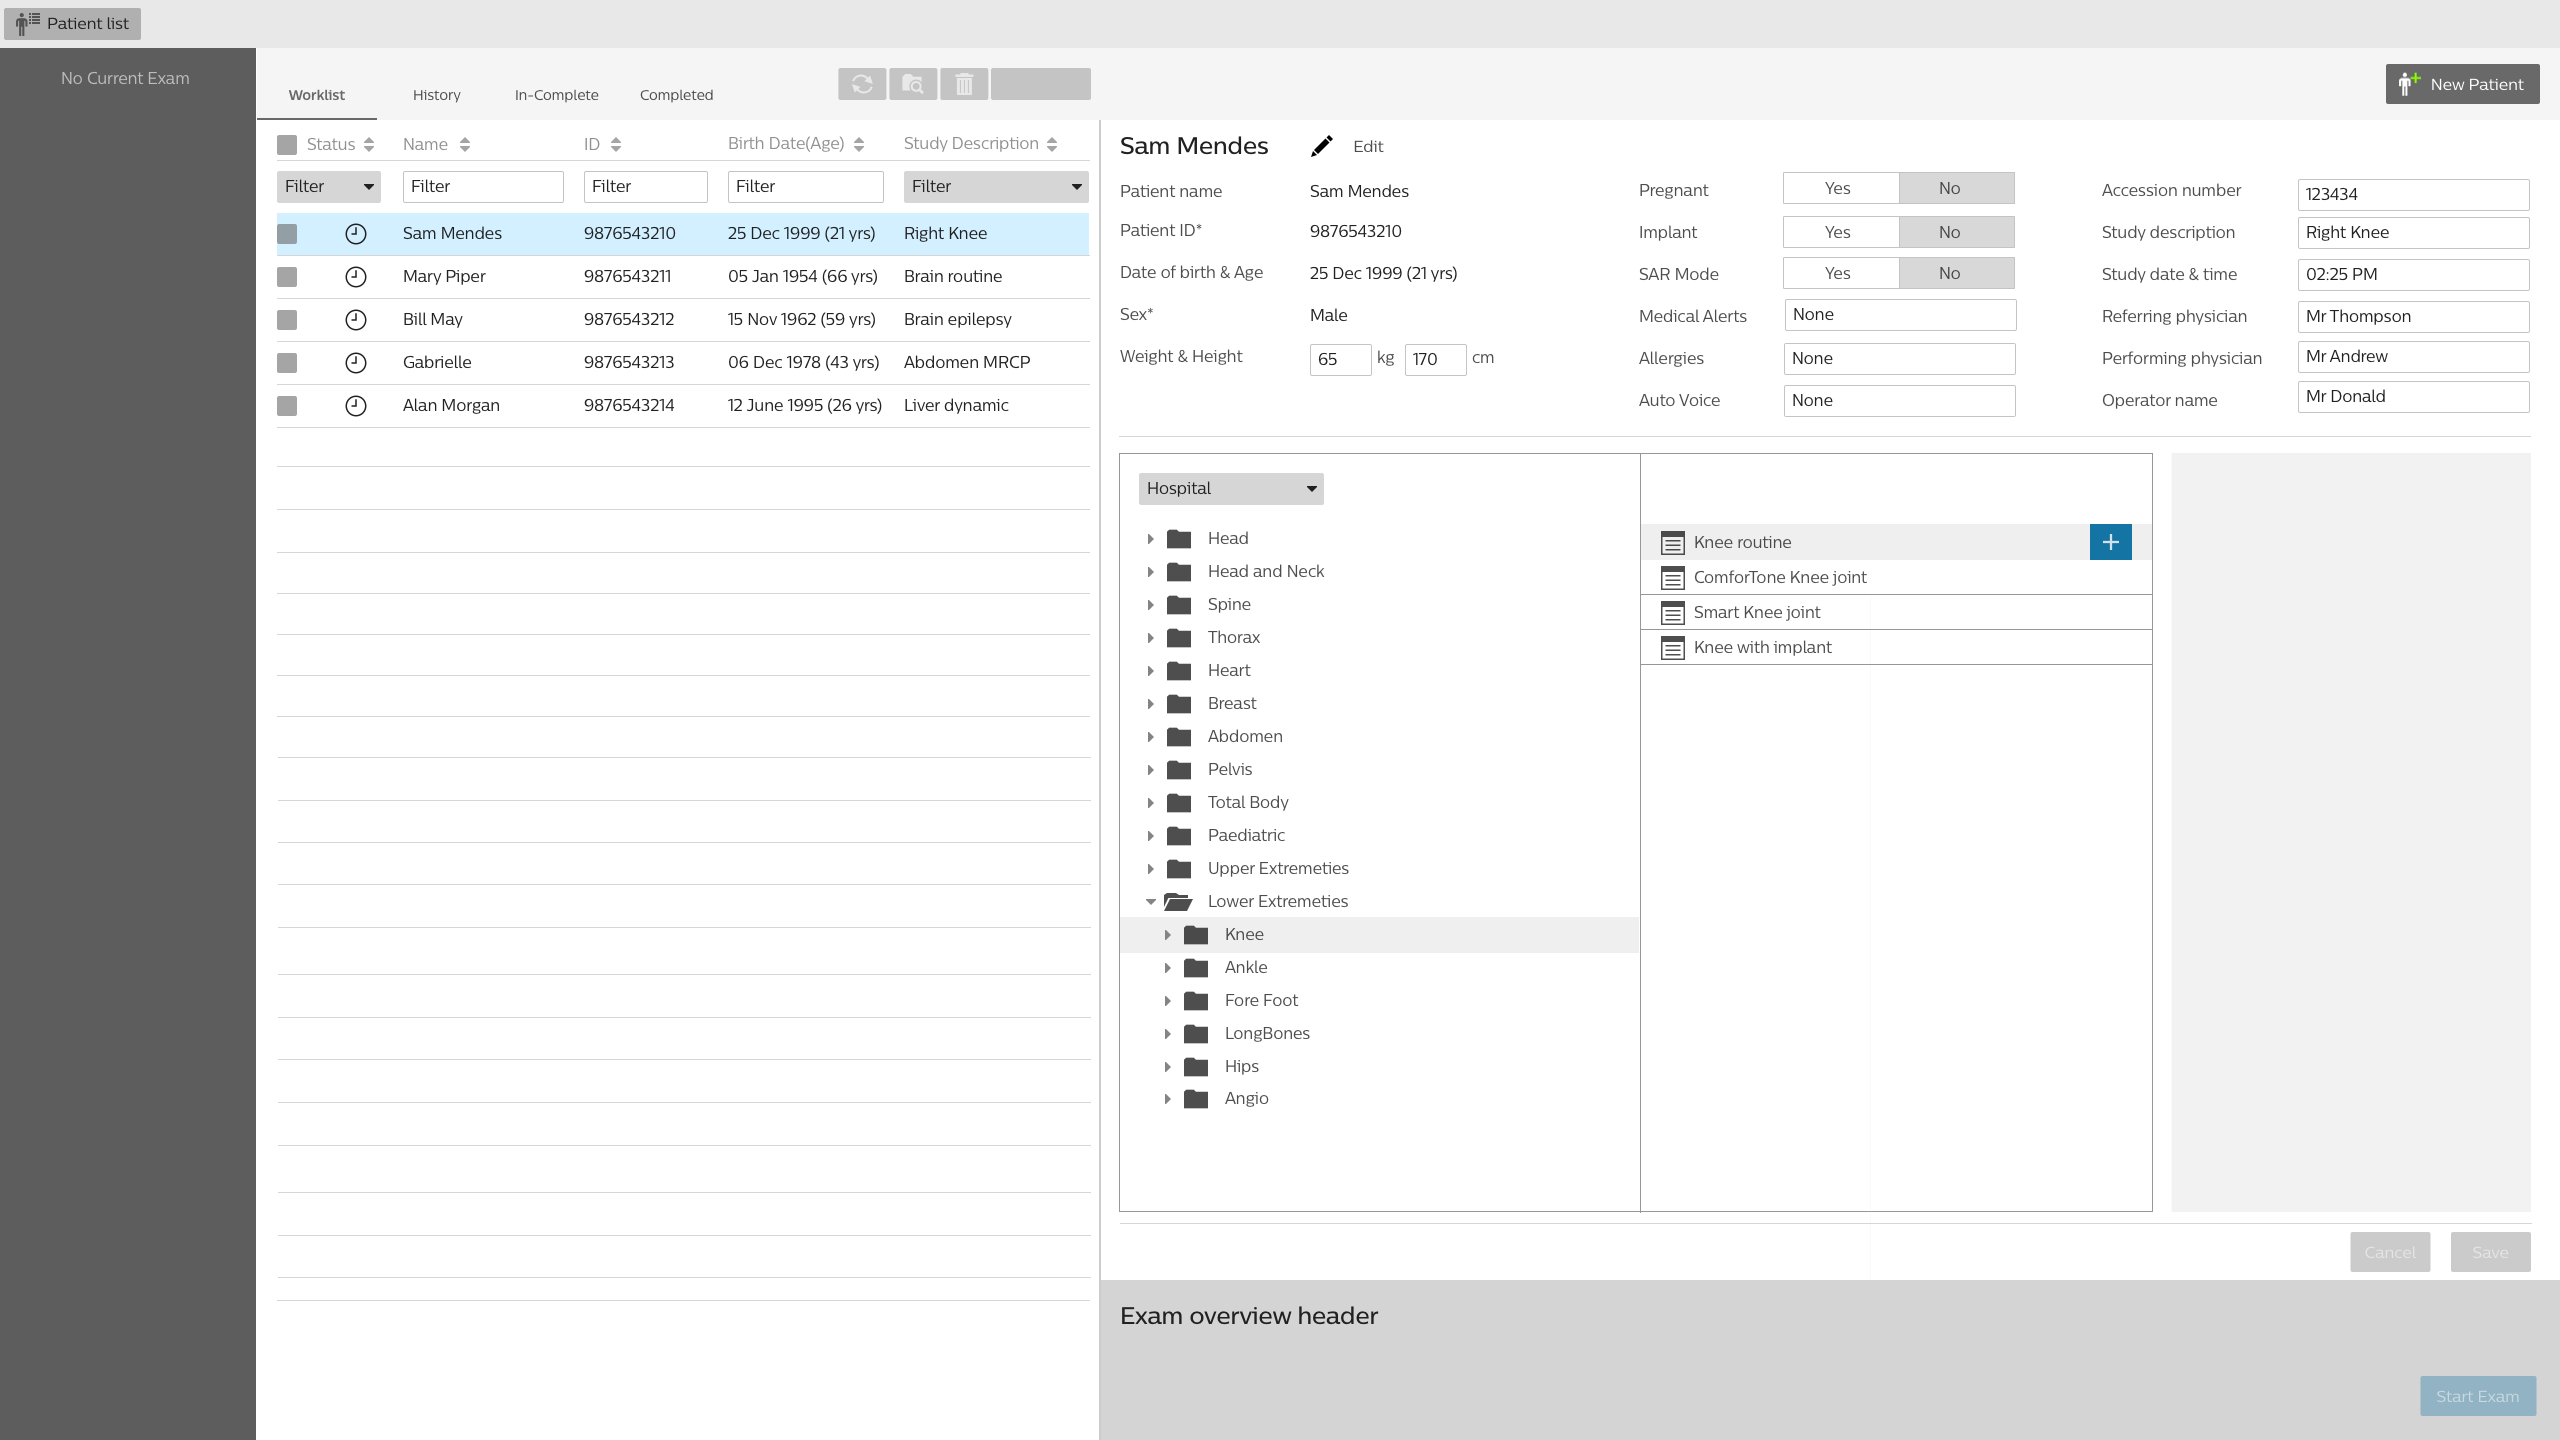 Patient list
No Current Exam
Worklist
History
In-Complete
Completed
New Patient
Status
Name
ID
Birth Date(Age)
Study Description
Filter
Filter
Filter
Filter
Filter
Sam Mendes 9876543210 25 Dec 1999 (21 yrs) Right Knee
Mary Piper 9876543211 05 Jan 1954 (66 yrs) Brain routine
Bill May 9876543212 15 Nov 1962 (59 yrs) Brain epilepsy
Gabrielle 9876543213 06 Dec 1978 (43 yrs) Abdomen MRCP
Alan Morgan 9876543214 12 June 1995 (26 yrs) Liver dynamic
Sam Mendes
Edit
Patient name Sam Mendes
Patient ID* 9876543210
Date of birth & Age 25 Dec 1999 (21 yrs)
Sex* Male
Weight & Height 65 kg 170 cm
Pregnant Yes No
Implant Yes No
SAR Mode Yes No
Medical Alerts None
Allergies None
Auto Voice None
Accession number 123434
Study description Right Knee
Study date & time 02:25 PM
Referring physician Mr Thompson
Performing physician Mr Andrew
Operator name Mr Donald
Hospital
Head
Head and Neck
Spine
Thorax
Heart
Breast
Abdomen
Pelvis
Total Body
Paediatric
Upper Extremeties
Lower Extremeties
Knee
Ankle
Fore Foot
LongBones
Hips
Angio
Knee routine
ComforTone Knee joint
Smart Knee joint
Knee with implant
Cancel
Save
Exam overview header
Start Exam